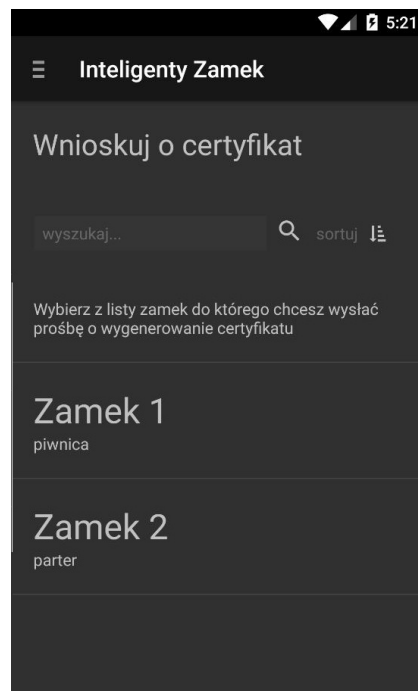 5:21
Inteligenty Zamek
Wnioskuj o certyfikat
wyszukaj...
sortuj
Wybierz z listy zamek do którego chcesz wysłać
prośbę o wygenerowanie certyfikatu
Zamek 1
piwnica
Zamek 2
parter